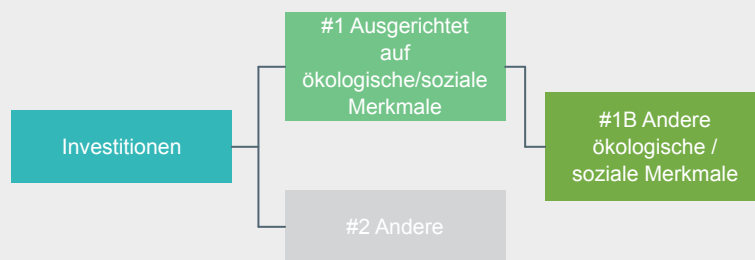 #1 Ausgerichtet
auf
ökologische/soziale
Merkmale
Investitionen
#1B Andere
ökologische /
soziale Merkmale
#2 Andere